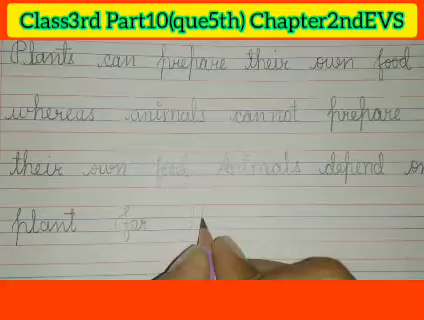 Class3rd Part10(que5th) Chapter2ndEVS
Plants can prepare their own food
whereas animals cannot prepare
their own food Animals depend on
plant for